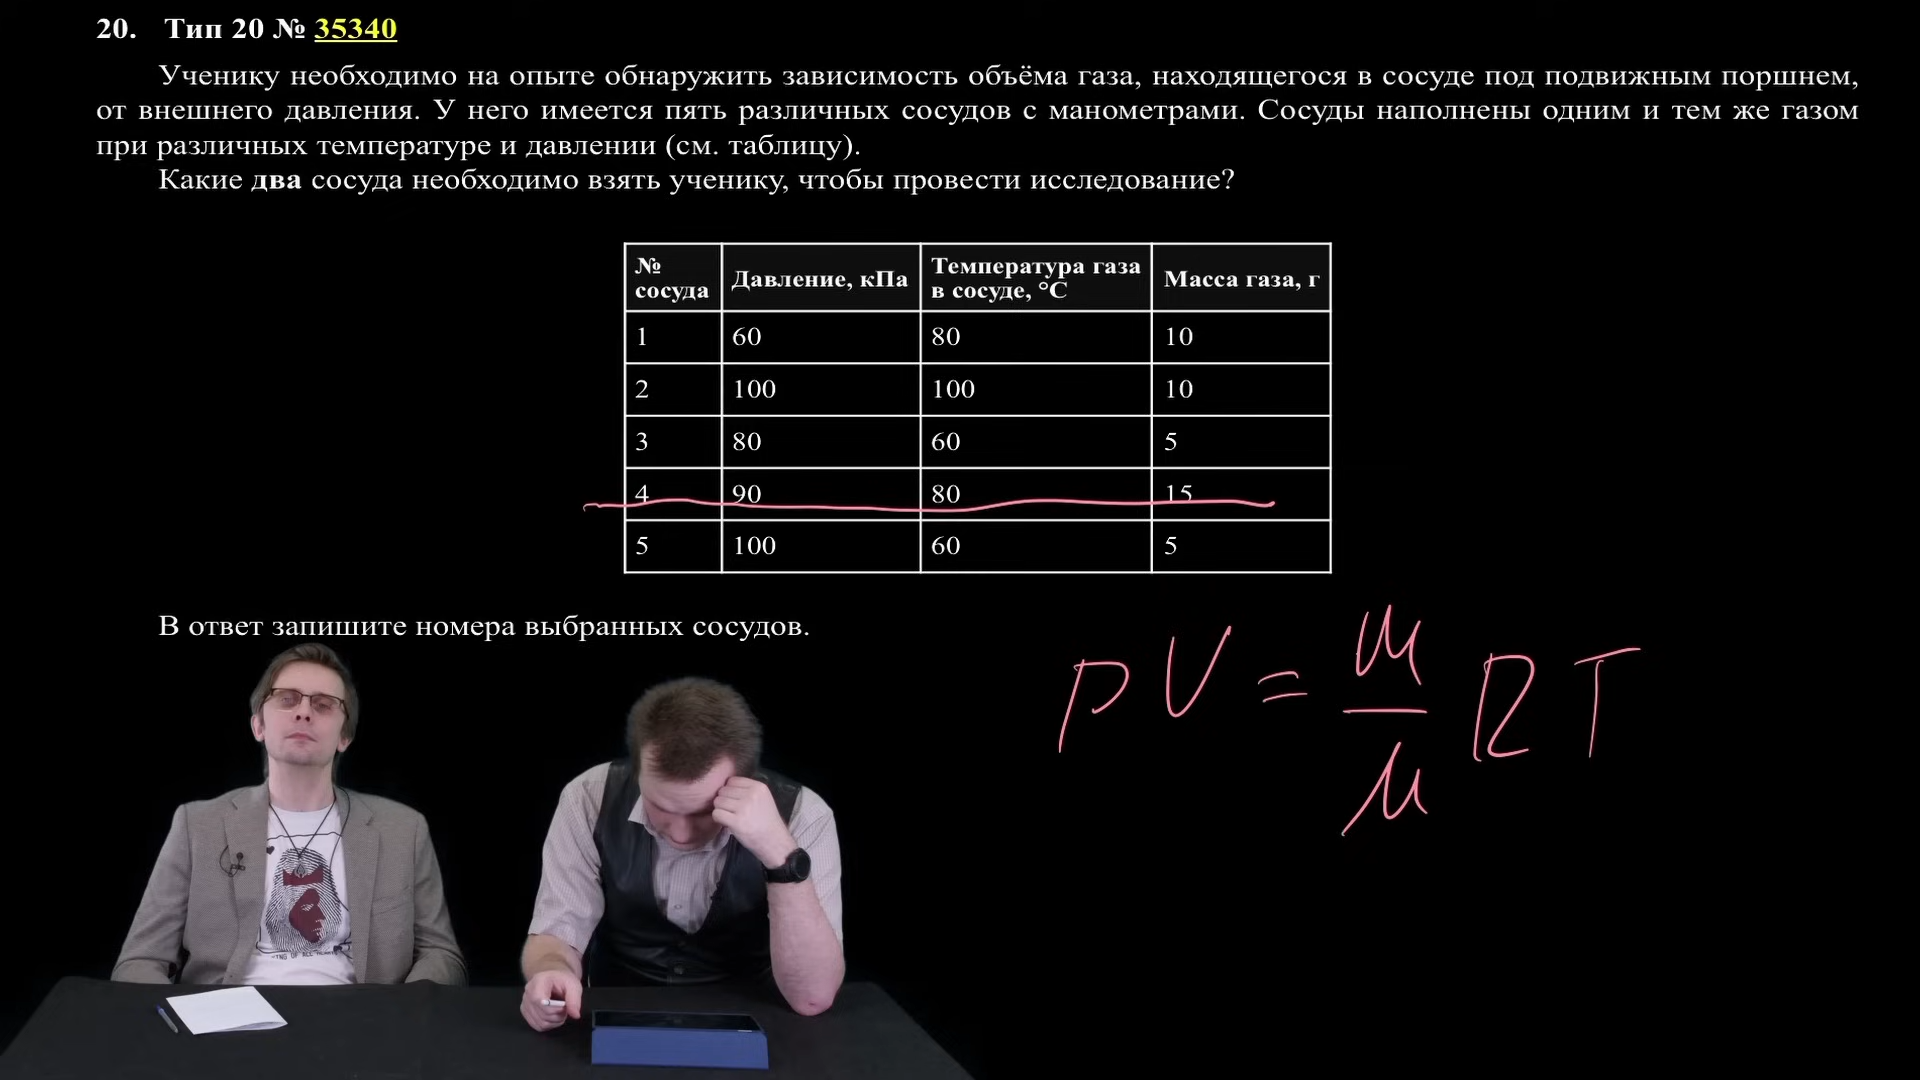 20. Тип 20 № 35340
Ученику необходимо на опыте обнаружить зависимость объёма газа, находящегося в сосуде под подвижным поршнем,
от внешнего давления. У него имеется пять различных сосудов с манометрами. Сосуды наполнены одним и тем же газом
при различных температуре и давлении (см. таблицу).
Какие два сосуда необходимо взять ученику, чтобы провести исследование?
№ сосуда Давление, кПа Температура газа в сосуде, °C Масса газа, г
1 60 80 10
2 100 100 10
3 80 60 5
4 90 80 15
5 100 60 5
В ответ запишите номера выбранных сосудов.
pV = m/μ RT